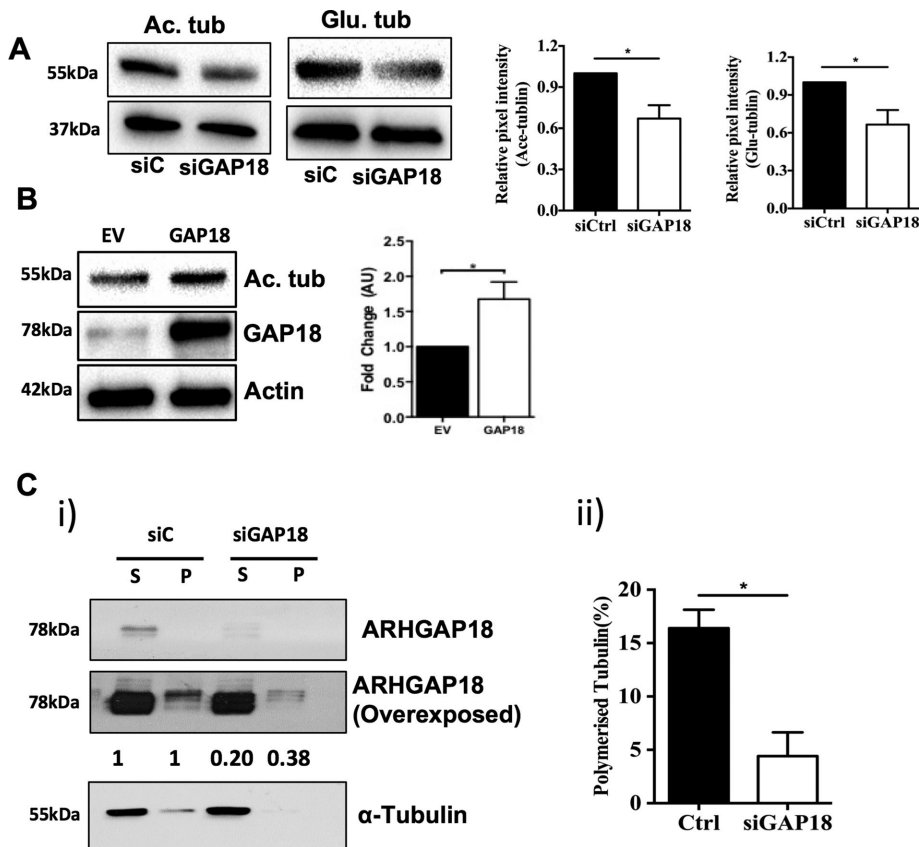 A
Ac. tub
Glu. tub
55kDa
37kDa
siC siGAP18
siC siGAP18
Relative pixel intensity
(Ace-tublin)
1.2
0.9
0.6
0.3
0.0
*
siCtrl siGAP18
Relative pixel intensity
(Glu-tublin)
1.2
0.9
0.6
0.3
0.0
*
siCtrl siGAP18
B
EV GAP18
55kDa Ac. tub
78kDa GAP18
42kDa Actin
Fold Change (AU)
2.5
2.0
1.5
1.0
0.5
0.0
*
EV GAP18
C
i)
siC siGAP18
S P S P
78kDa ARHGAP18
78kDa ARHGAP18
(Overexposed)
1 1 0.20 0.38
55kDa α-Tubulin
ii)
Polymerised Tubulin(%)
20
15
10
5
0
*
Ctrl siGAP18